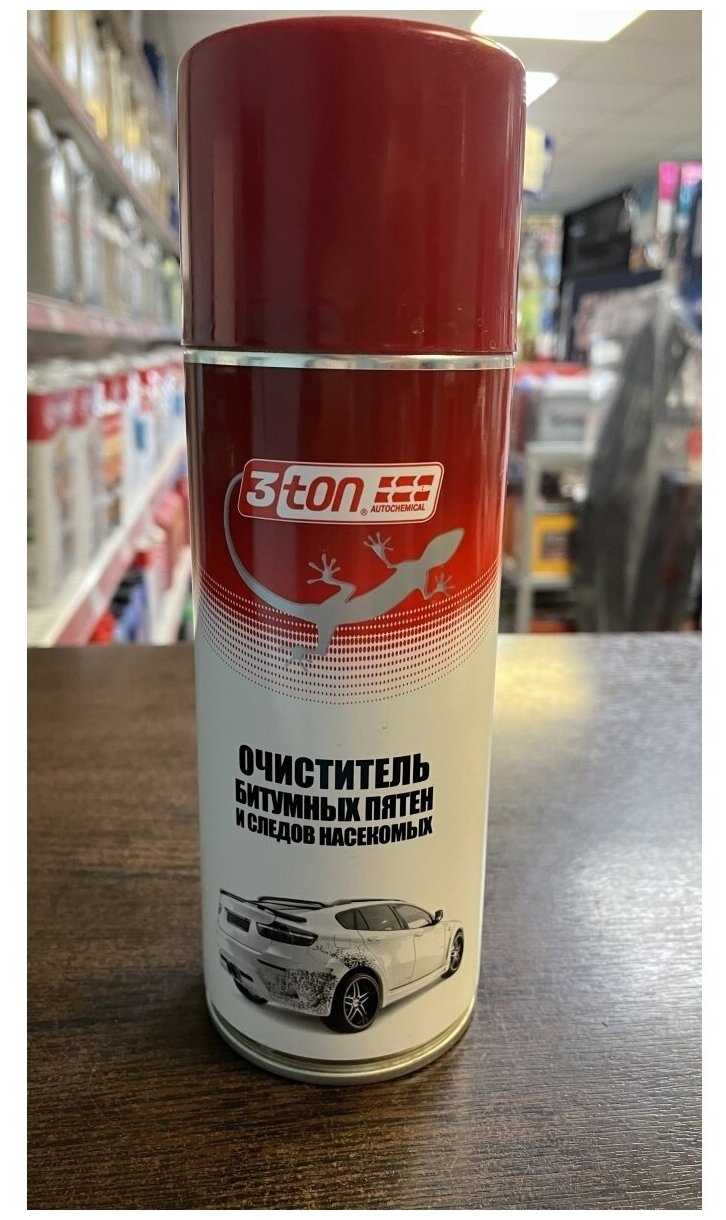 3ton
® AUTOCHEMICAL
ОЧИСТИТЕЛЬ
БИТУМНЫХ ПЯТЕН
И СЛЕДОВ НАСЕКОМЫХ